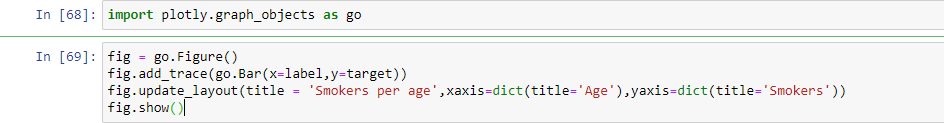 In [68]: import plotly.graph_objects as go
In [69]: fig = go.Figure()
fig.add_trace(go.Bar(x=label,y=target))
fig.update_layout(title = 'Smokers per age',xaxis=dict(title='Age'),yaxis=dict(title='Smokers'))
fig.show()